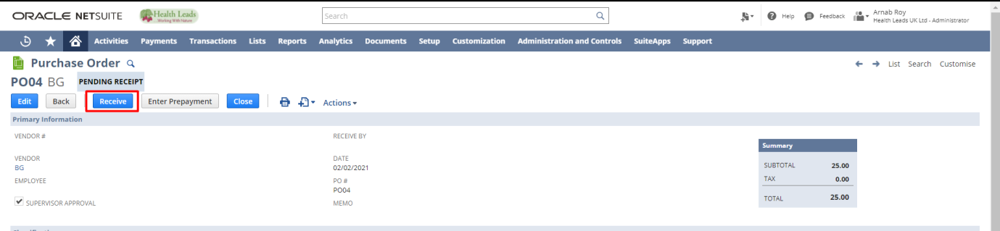 ORACLE NETSUITE
Health Leads
...Working With Nature
Search
Help
Feedback
Arnab Roy
Health Leads UK Ltd - Administrator
Activities Payments Transactions Lists Reports Analytics Documents Setup Customization Administration and Controls SuiteApps Support
Purchase Order
List Search Customise
PO04 BG PENDING RECEIPT
Edit Back Receive Enter Prepayment Close Actions
Primary Information
VENDOR #
RECEIVE BY
Summary
VENDOR
BG
DATE
02/02/2021
SUBTOTAL 25.00
TAX 0.00
EMPLOYEE
PO #
PO04
TOTAL 25.00
SUPERVISOR APPROVAL
MEMO